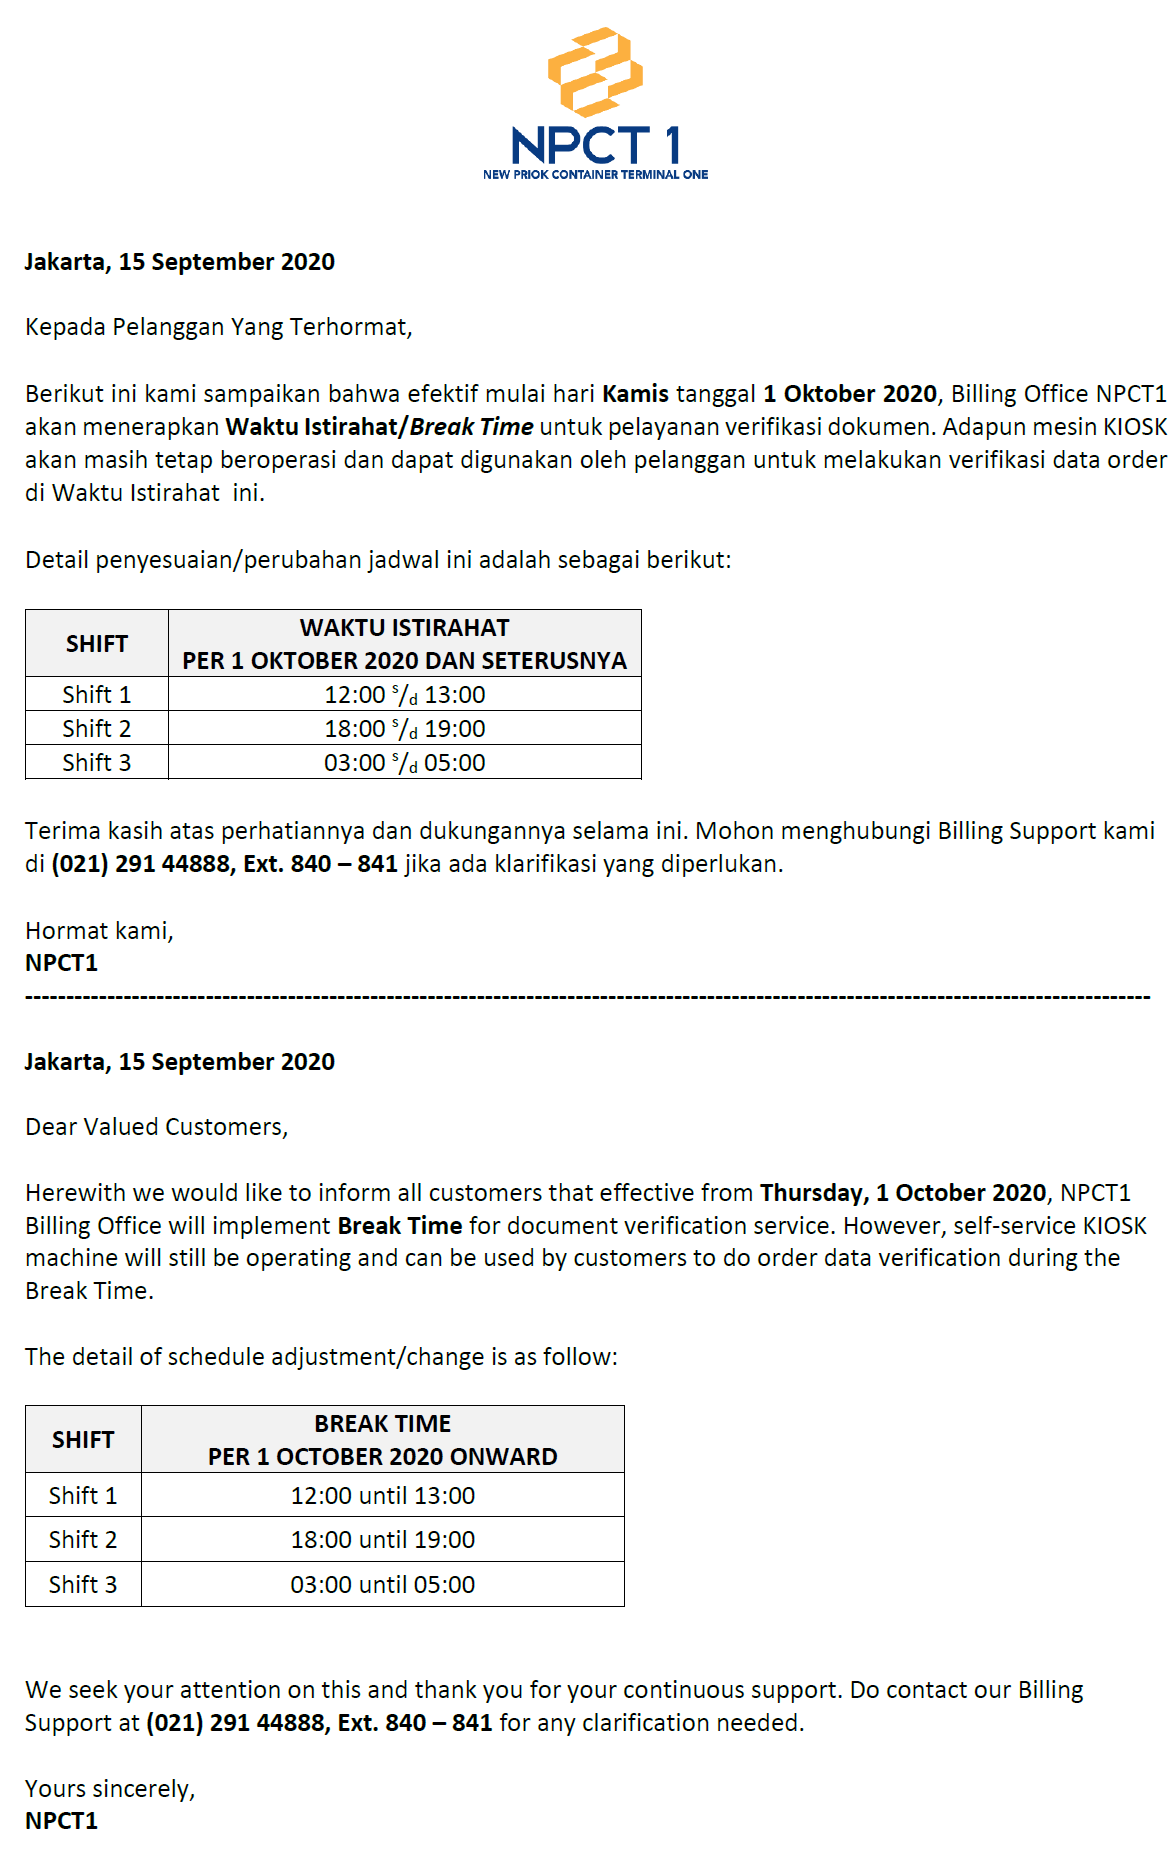 NPCT 1
NEW PRIOK CONTAINER TERMINAL ONE
Jakarta, 15 September 2020
Kepada Pelanggan Yang Terhormat,
Berikut ini kami sampaikan bahwa efektif mulai hari Kamis tanggal 1 Oktober 2020, Billing Office NPCT1
akan menerapkan Waktu Istirahat/Break Time untuk pelayanan verifikasi dokumen. Adapun mesin KIOSK
akan masih tetap beroperasi dan dapat digunakan oleh pelanggan untuk melakukan verifikasi data order
di Waktu Istirahat  ini.
Detail penyesuaian/perubahan jadwal ini adalah sebagai berikut:
SHIFT
WAKTU ISTIRAHAT
PER 1 OKTOBER 2020 DAN SETERUSNYA
Shift 1 12:00 s/d 13:00
Shift 2 18:00 s/d 19:00
Shift 3 03:00 s/d 05:00
Terima kasih atas perhatiannya dan dukungannya selama ini. Mohon menghubungi Billing Support kami
di (021) 291 44888, Ext. 840 – 841 jika ada klarifikasi yang diperlukan.
Hormat kami,
NPCT1
Jakarta, 15 September 2020
Dear Valued Customers,
Herewith we would like to inform all customers that effective from Thursday, 1 October 2020, NPCT1
Billing Office will implement Break Time for document verification service. However, self-service KIOSK
machine will still be operating and can be used by customers to do order data verification during the
Break Time.
The detail of schedule adjustment/change is as follow:
SHIFT
BREAK TIME
PER 1 OCTOBER 2020 ONWARD
Shift 1 12:00 until 13:00
Shift 2 18:00 until 19:00
Shift 3 03:00 until 05:00
We seek your attention on this and thank you for your continuous support. Do contact our Billing
Support at (021) 291 44888, Ext. 840 – 841 for any clarification needed.
Yours sincerely,
NPCT1